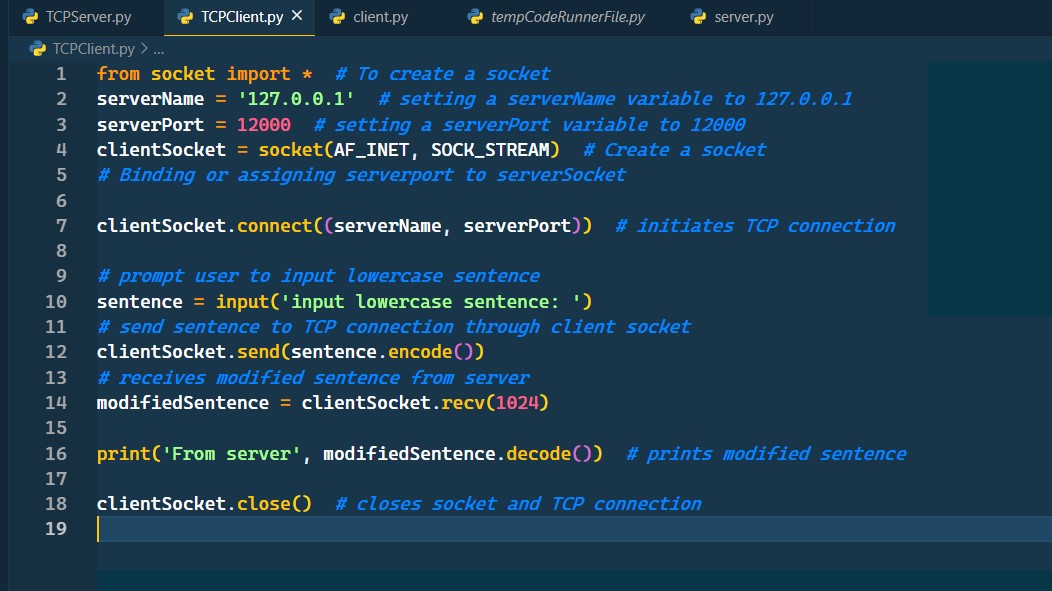 TCPServer.py TCPClient.py × client.py tempCodeRunnerFile.py server.py
TCPClient.py > ...
1 from socket import *  # To create a socket
2 serverName = '127.0.0.1'  # setting a serverName variable to 127.0.0.1
3 serverPort = 12000  # setting a serverPort variable to 12000
4 clientSocket = socket(AF_INET, SOCK_STREAM)  # Create a socket
5 # Binding or assigning serverport to serverSocket
6
7 clientSocket.connect((serverName, serverPort))  # initiates TCP connection
8
9 # prompt user to input lowercase sentence
10 sentence = input('input lowercase sentence: ')
11 # send sentence to TCP connection through client socket
12 clientSocket.send(sentence.encode())
13 # receives modified sentence from server
14 modifiedSentence = clientSocket.recv(1024)
15
16 print('From server', modifiedSentence.decode())  # prints modified sentence
17
18 clientSocket.close()  # closes socket and TCP connection
19